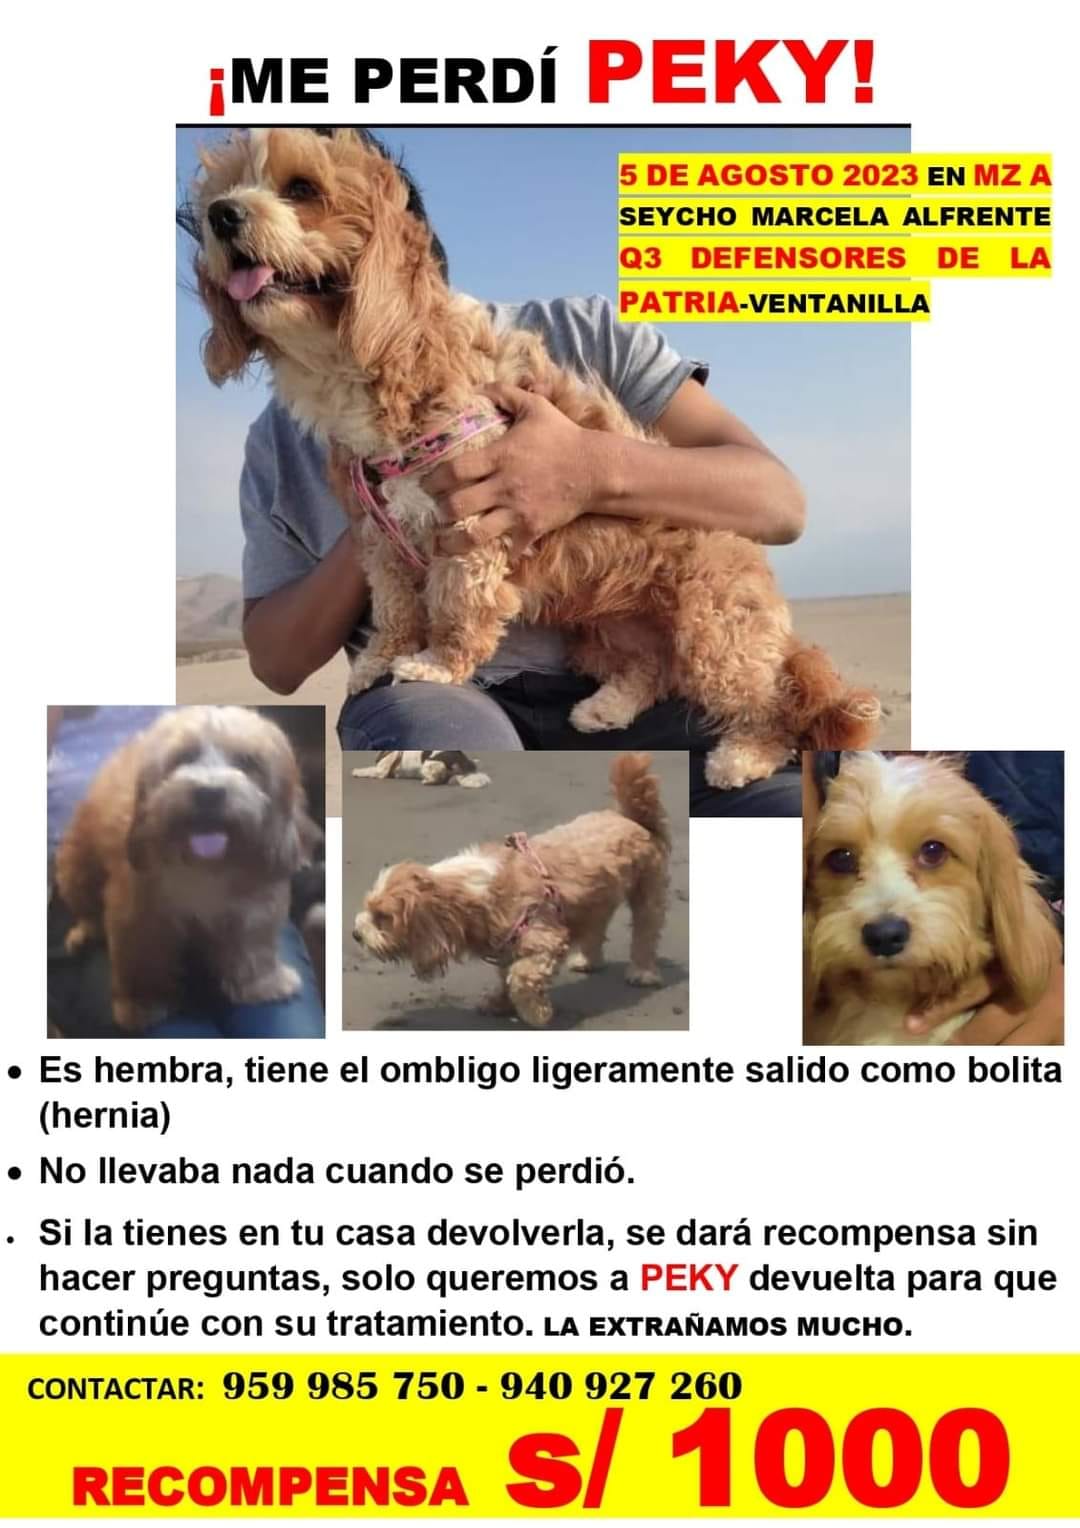 ¡ME PERDÍ PEKY!
5 DE AGOSTO 2023 EN MZ A
SEYCHO MARCELA ALFRENTE
Q3 DEFENSORES DE LA
PATRIA-VENTANILLA
• Es hembra, tiene el ombligo ligeramente salido como bolita
(hernia)
• No llevaba nada cuando se perdió.
• Si la tienes en tu casa devolverla, se dará recompensa sin
hacer preguntas, solo queremos a PEKY devuelta para que
continúe con su tratamiento. LA EXTRAÑAMOS MUCHO.
CONTACTAR: 959 985 750 - 940 927 260
RECOMPENSA s/ 1000